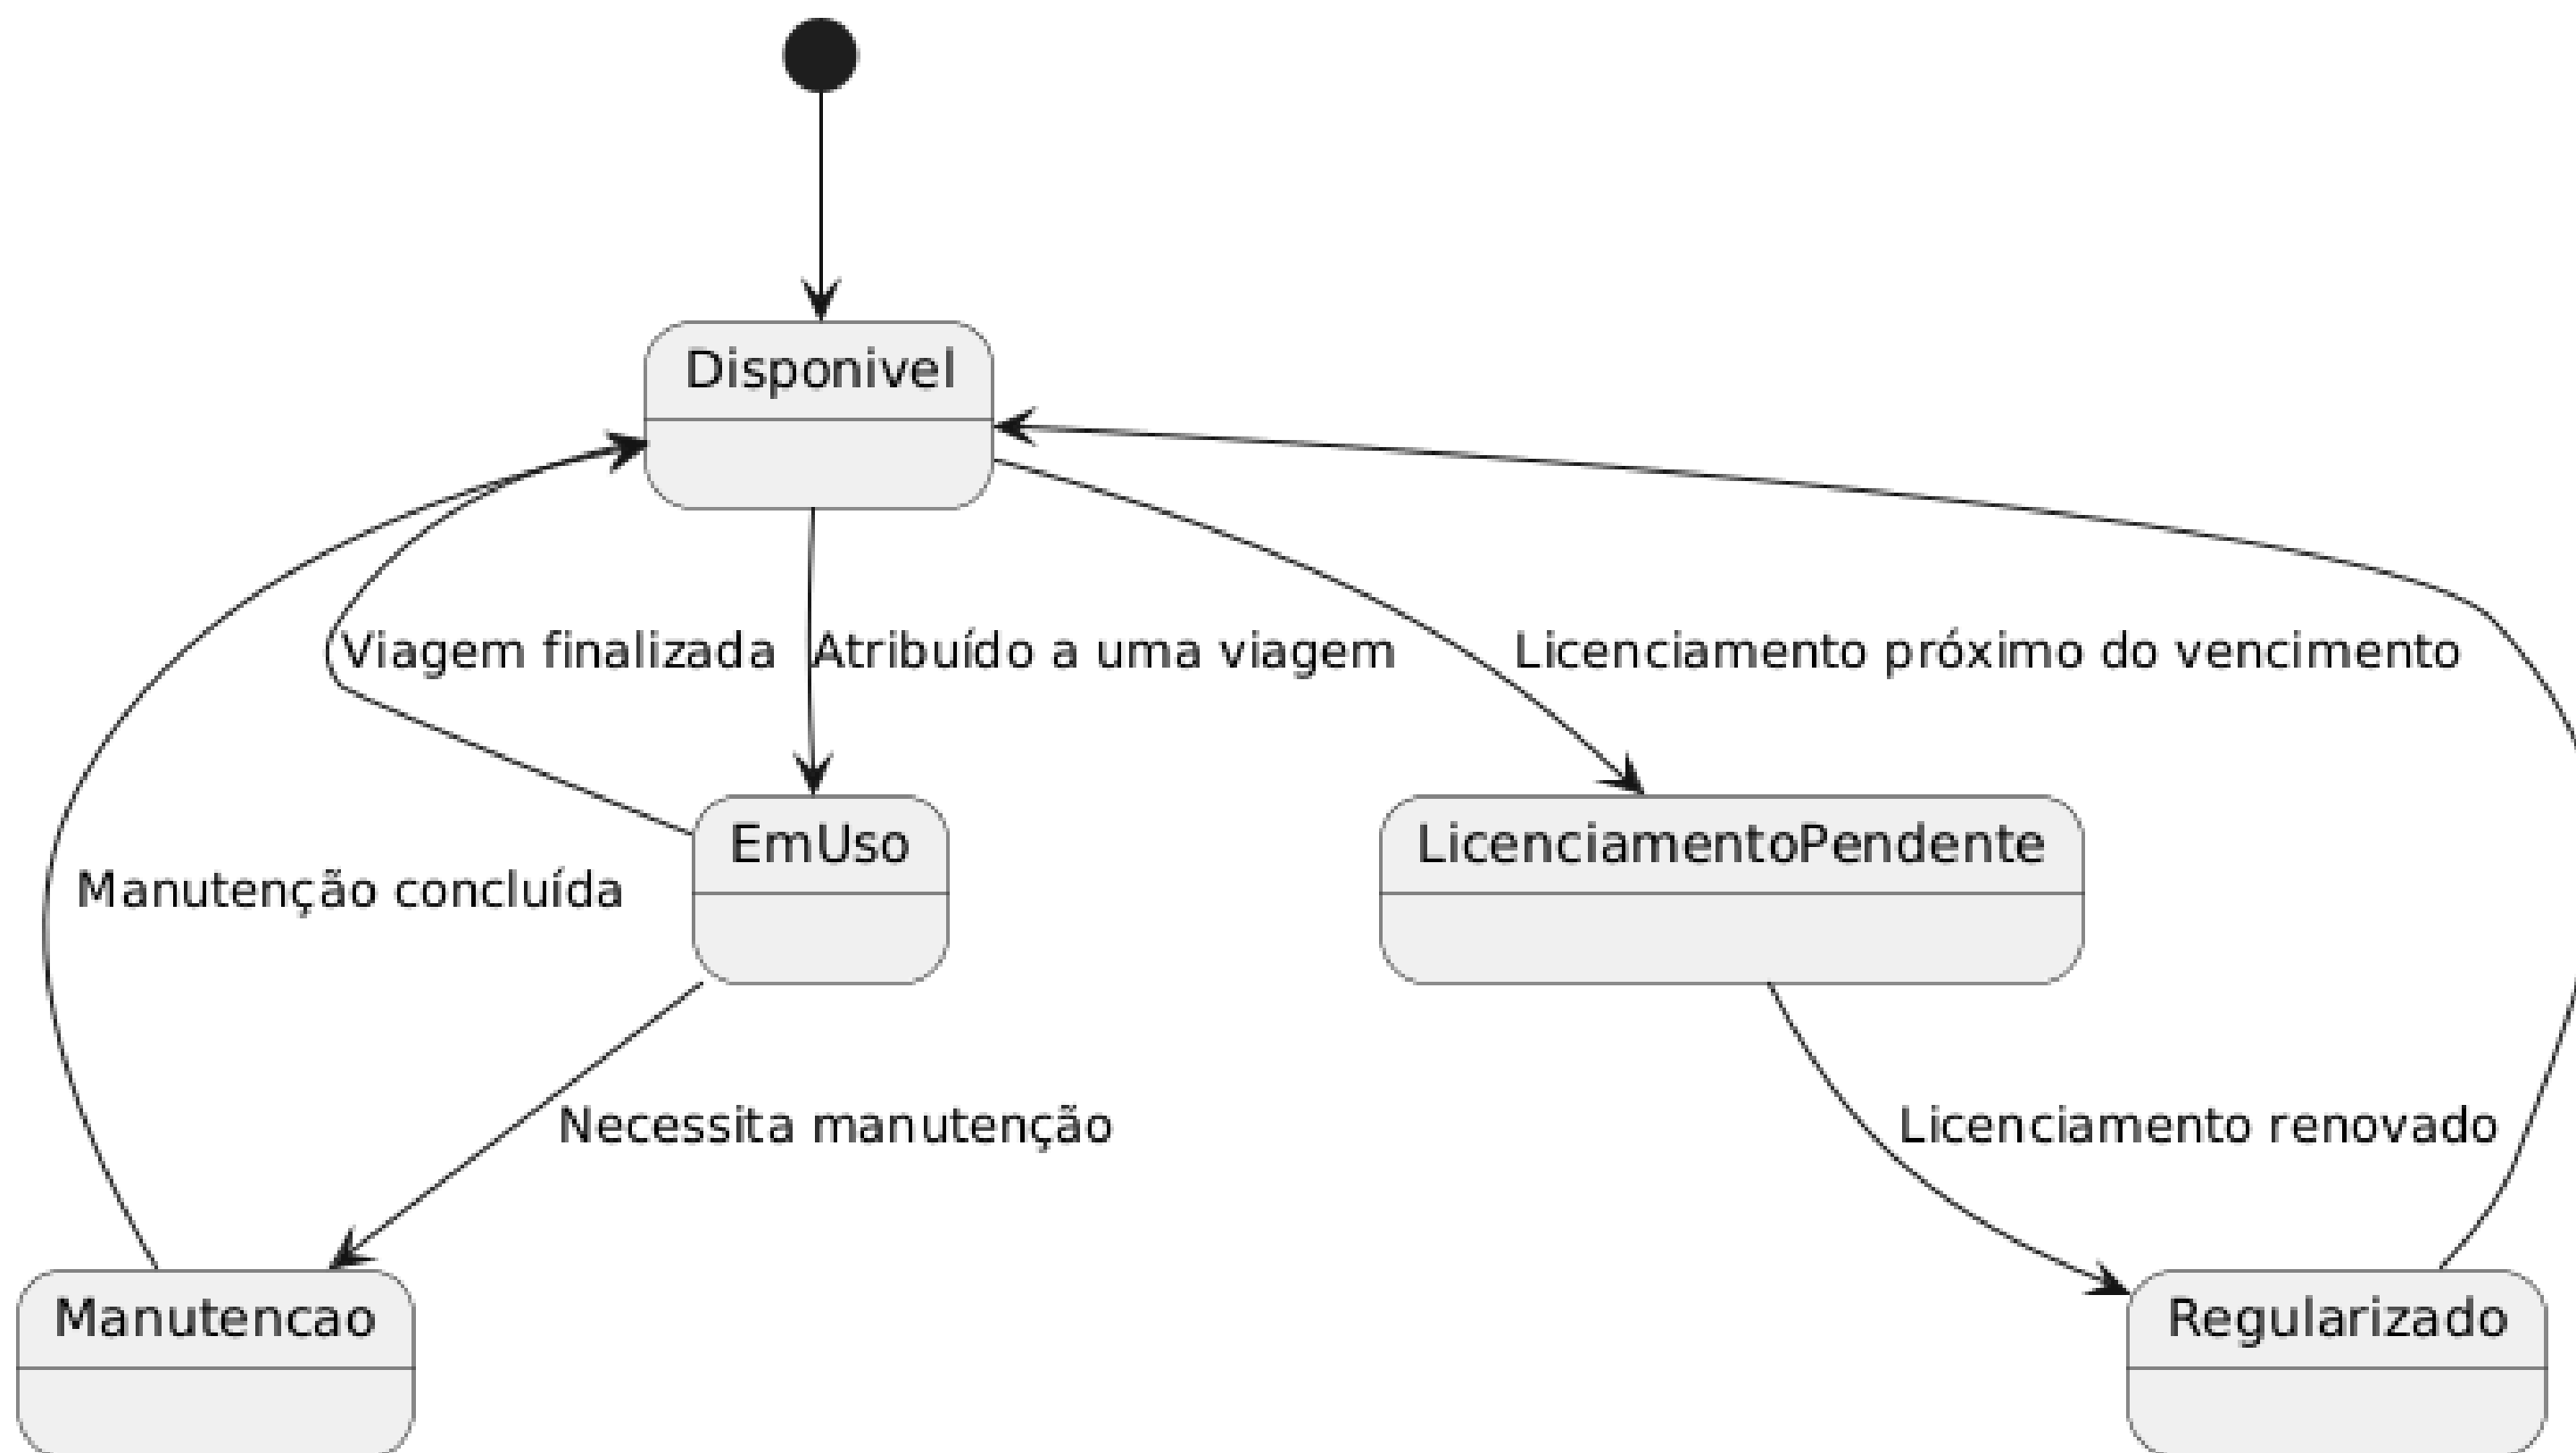 Disponivel
Viagem finalizada
Atribuído a uma viagem
Licenciamento próximo do vencimento
EmUso
LicenciamentoPendente
Manutenção concluída
Necessita manutenção
Licenciamento renovado
Manutencao
Regularizado